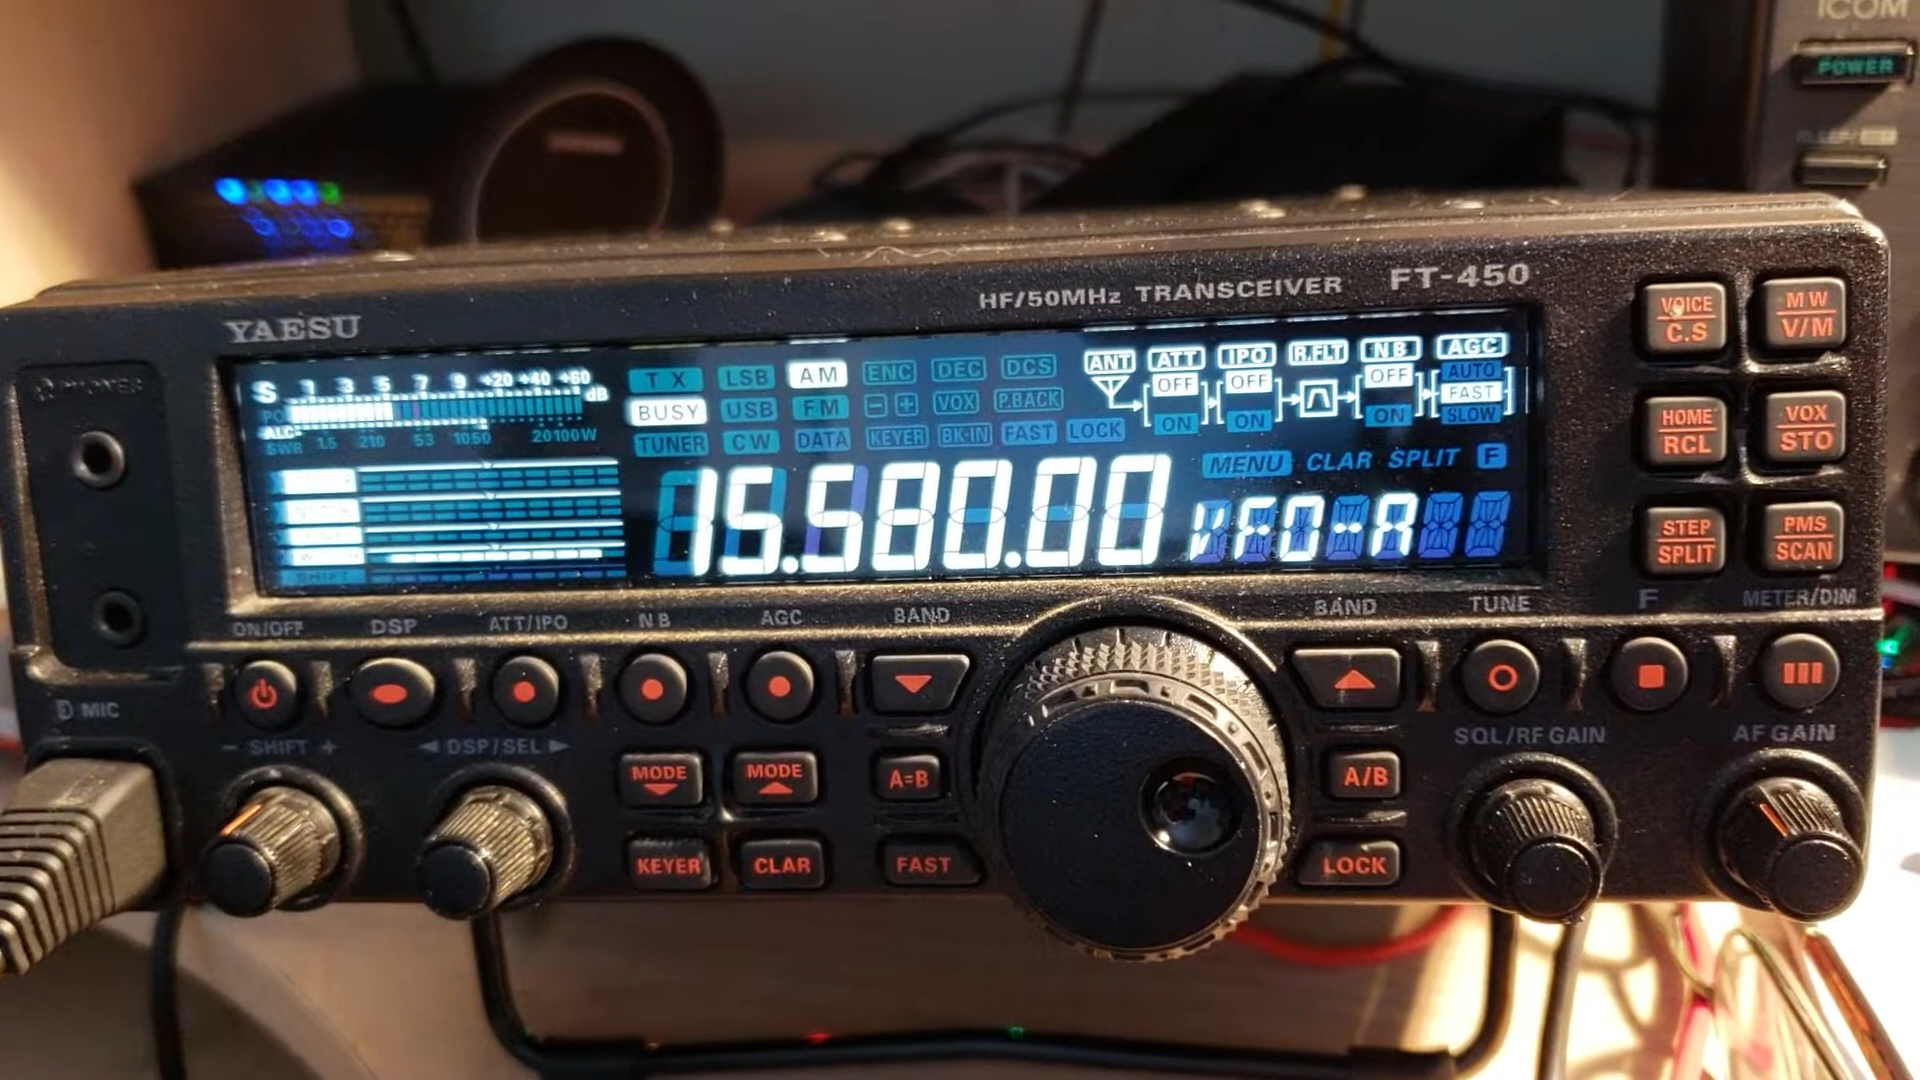 ICOM
POWER
HF/50MHz TRANSCEIVER FT-450
YAESU
PHONES
S 1 3 5 7 9 +20 +40 +60 dB
PO
ALC
SWR 1.5 210 53 1050 20100W
TX LSB AM ENC DEC DCS
BUSY USB FM - + VOX P.BACK
TUNER CW DATA KEYER BK-IN FAST LOCK
ANT ATT IPO R.FLT NB AGC
OFF OFF OFF AUTO
FAST
ON ON ON SLOW
MENU CLAR SPLIT F
15.580.00 VFO-A
SHIFT
VOICE C.S
MW V/M
HOME RCL
VOX STO
STEP SPLIT
PMS SCAN
ON/OFF DSP ATT/IPO NB AGC BAND BAND TUNE F METER/DIM
MIC
- SHIFT + ◀ DSP/SEL ▶ SQL/RF GAIN AF GAIN
MODE MODE A=B A/B
KEYER CLAR FAST LOCK